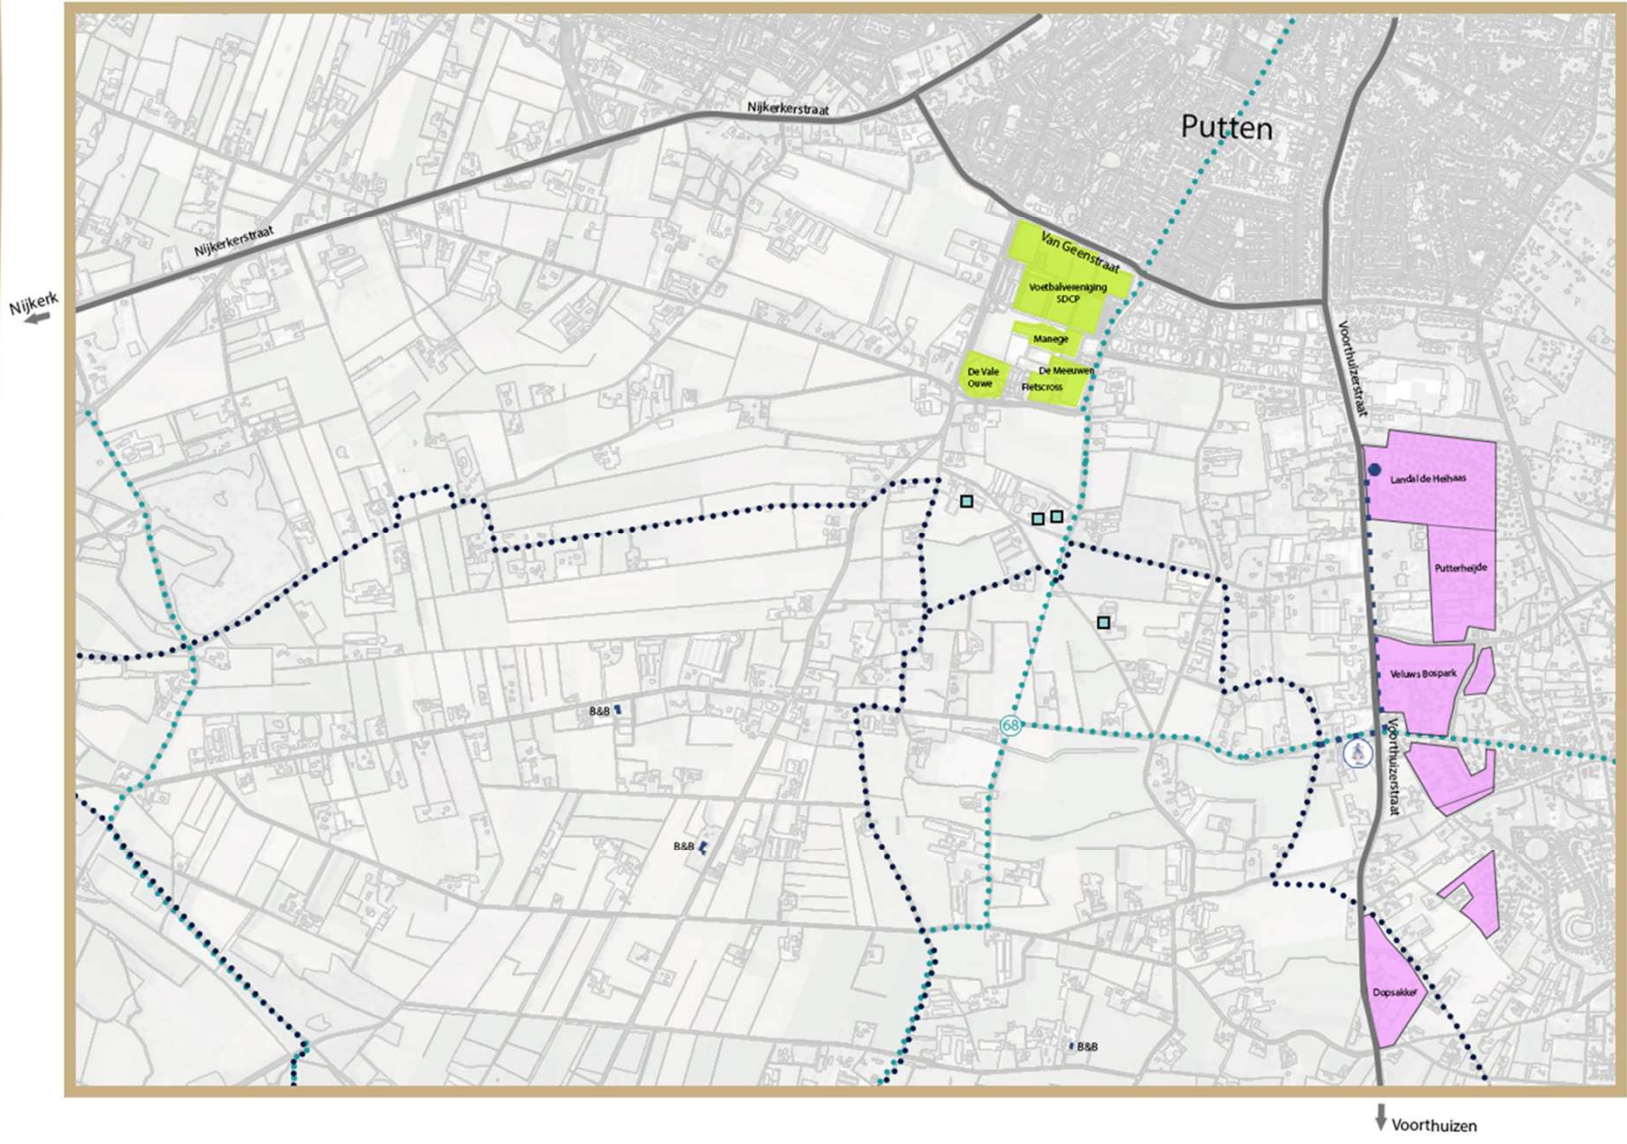 Nijkerkerstraat
Putten
Nijkerkerstraat
Van Geenstraat
Nijkerk
Voetbalvereniging
SDCP
Manege
Voorthuizerstraat
De Vale
Ouwe
De Meeuwen
Fietscross
Landal de Heihaas
Putterheijde
Veluws Bospark
B&B
68
Voorthuizerstraat
B&B
Dopsakker
B&B
Voorthuizen